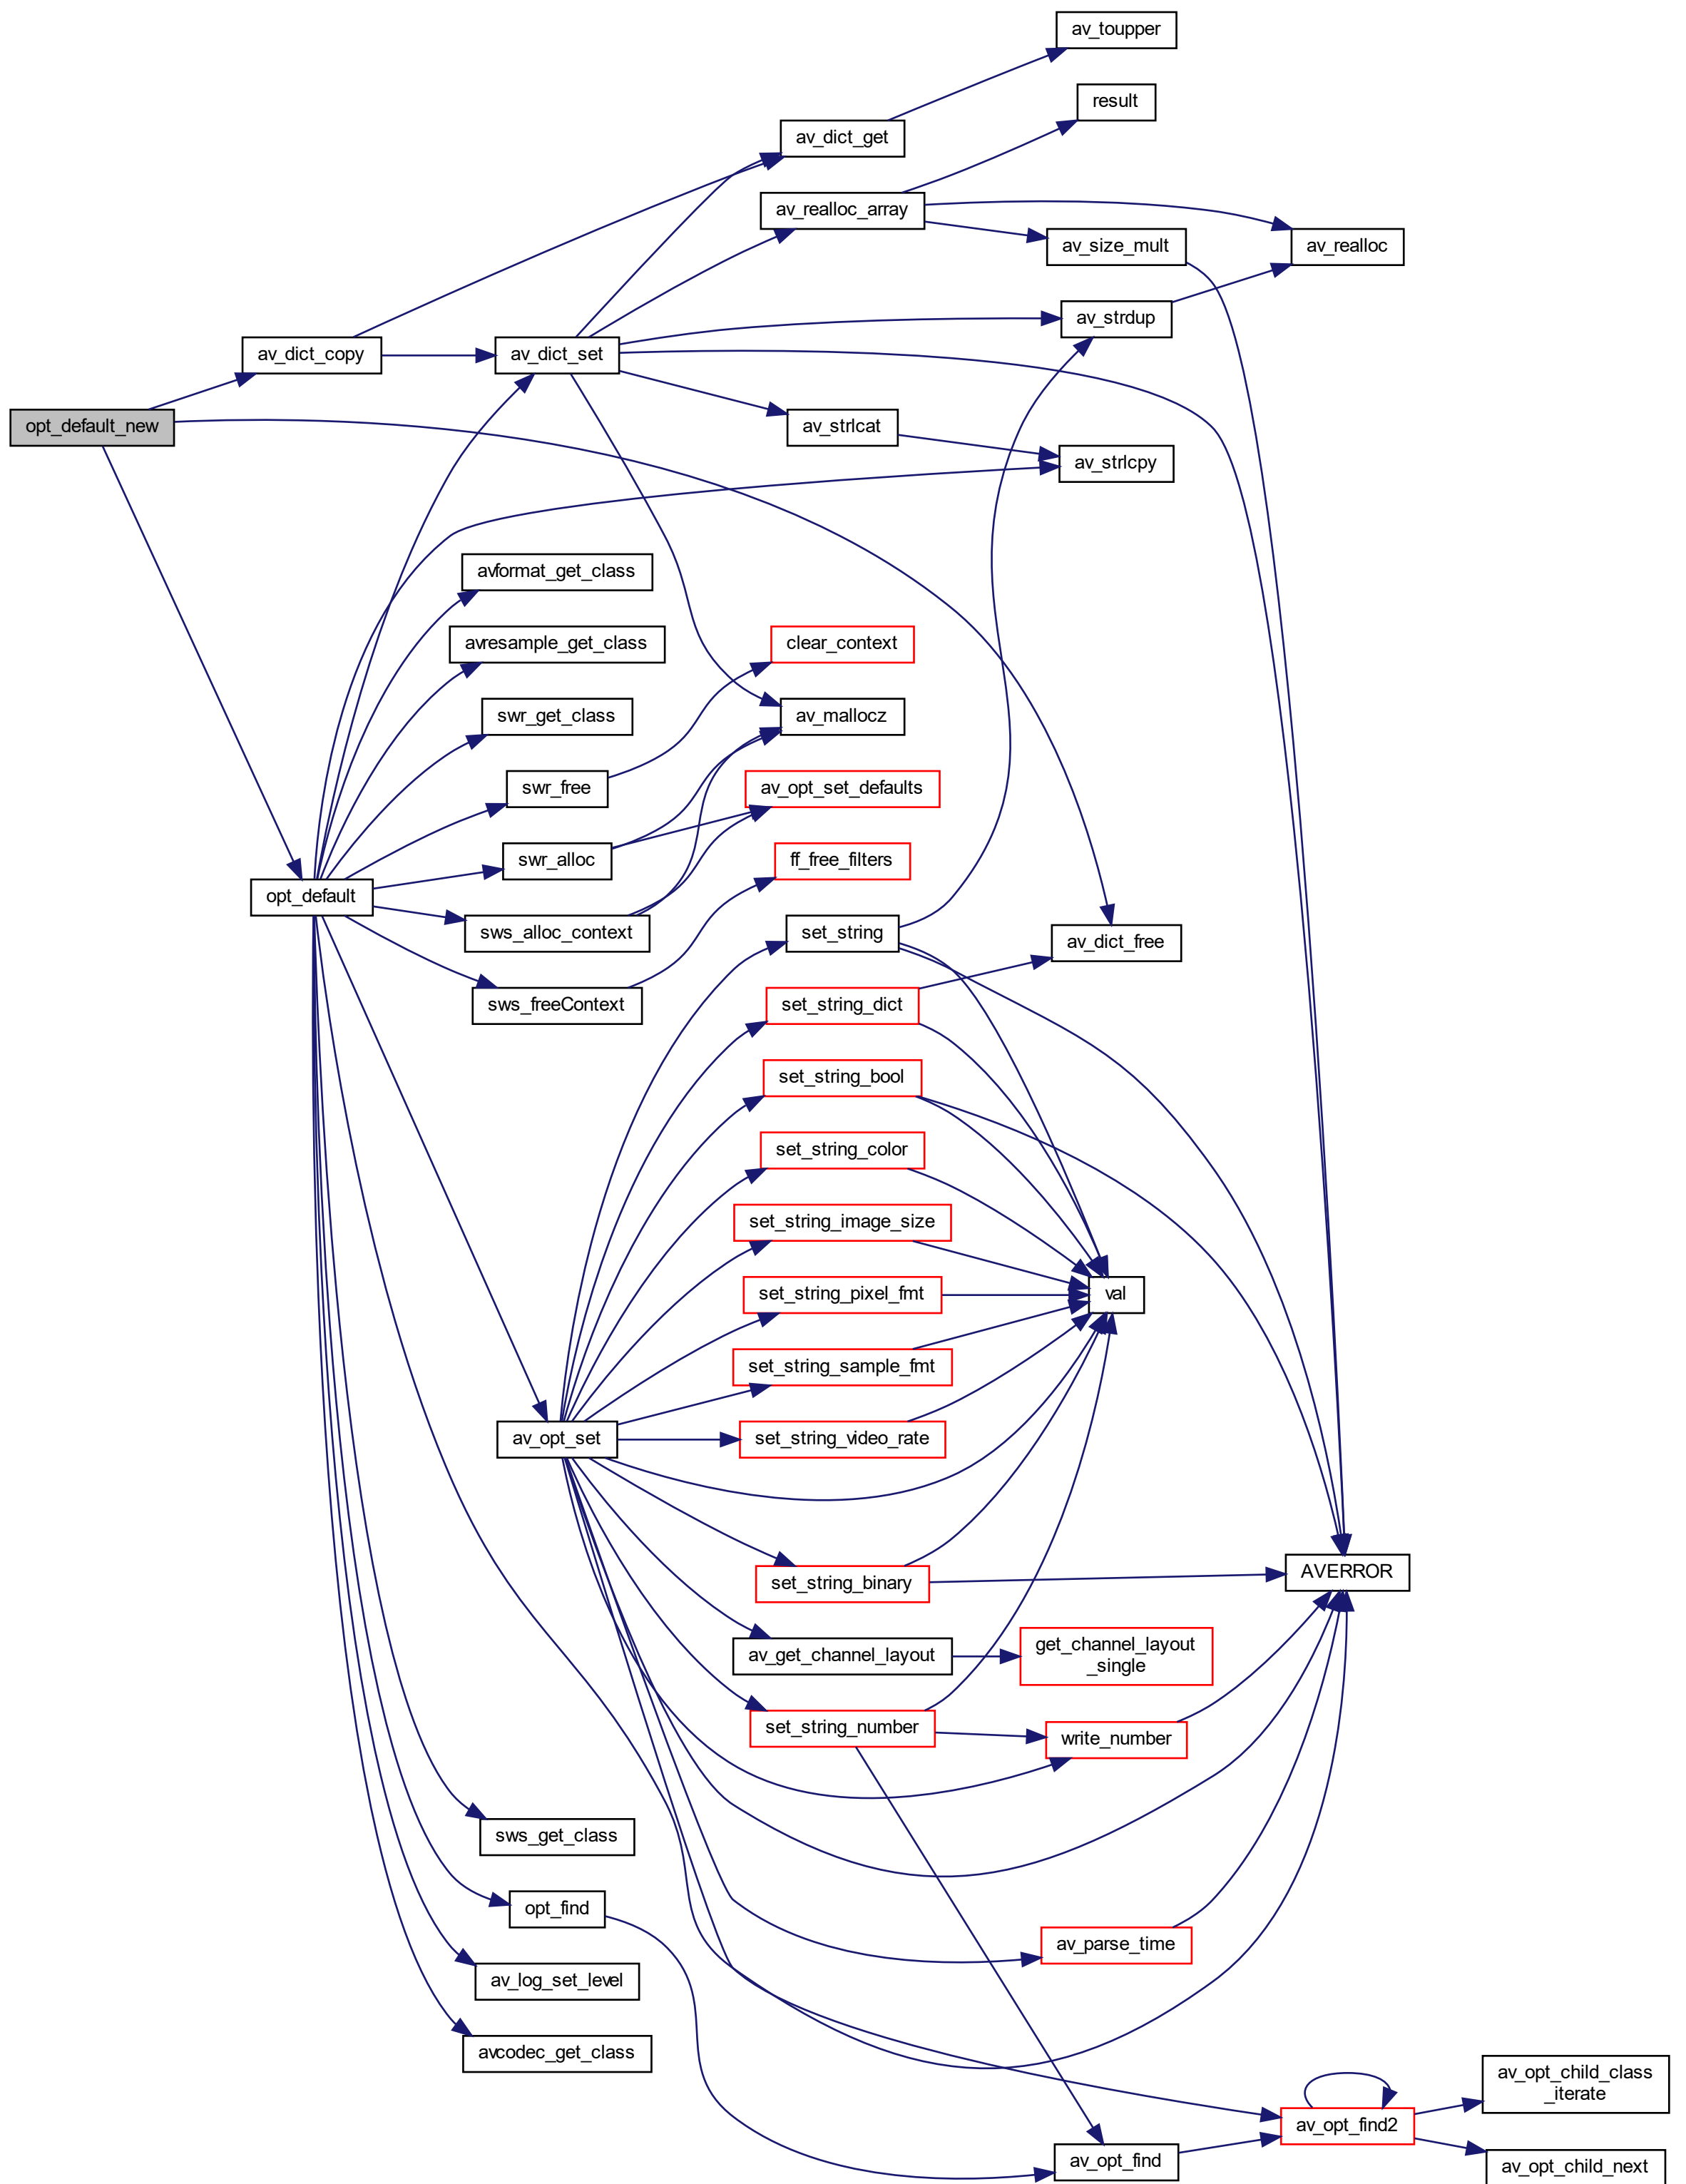 av_toupper
result
av_dict_get
av_realloc_array
av_size_mult
av_realloc
av_strdup
av_dict_copy
av_dict_set
opt_default_new
av_strlcat
av_strlcpy
avformat_get_class
avresample_get_class
clear_context
swr_get_class
av_mallocz
swr_free
av_opt_set_defaults
swr_alloc
ff_free_filters
opt_default
sws_alloc_context
set_string
av_dict_free
sws_freeContext
set_string_dict
set_string_bool
set_string_color
set_string_image_size
set_string_pixel_fmt
val
set_string_sample_fmt
av_opt_set
set_string_video_rate
AVERROR
set_string_binary
av_get_channel_layout
get_channel_layout
_single
set_string_number
write_number
sws_get_class
opt_find
av_parse_time
av_log_set_level
avcodec_get_class
av_opt_child_class
_iterate
av_opt_find2
av_opt_find
av_opt_child_next